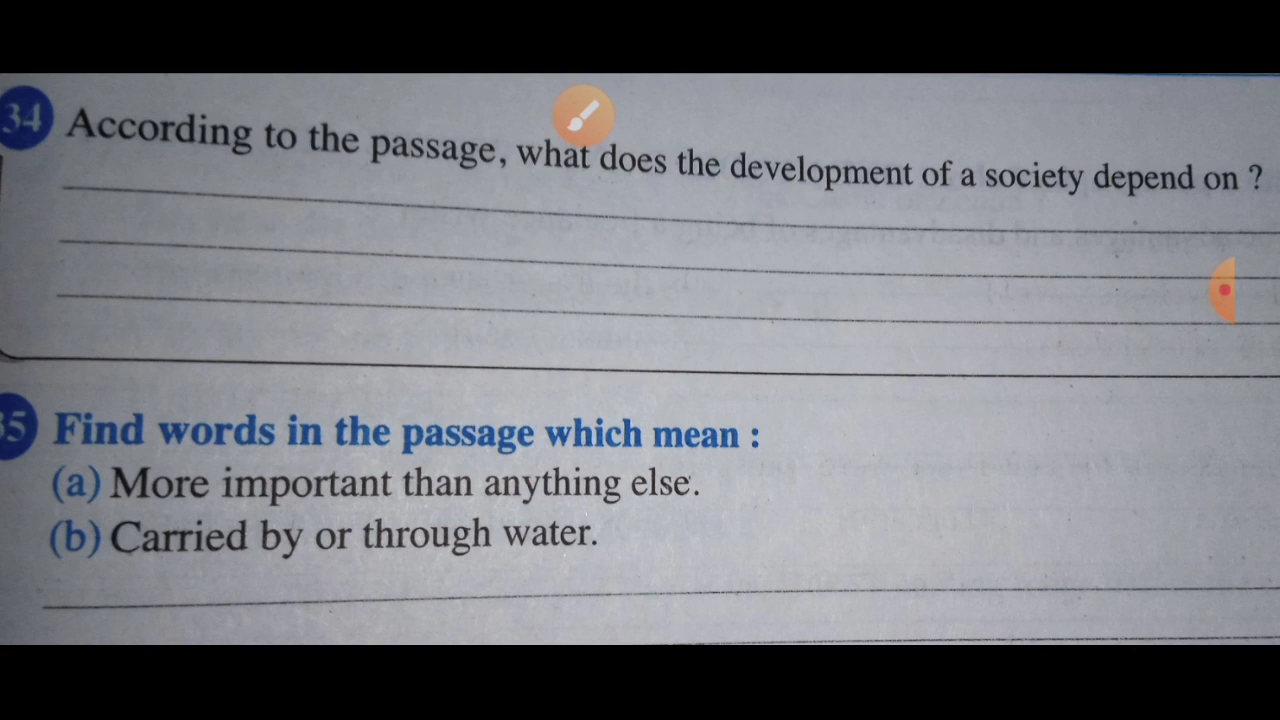 34 According to the passage, what does the development of a society depend on ?
35 Find words in the passage which mean :
(a) More important than anything else.
(b) Carried by or through water.